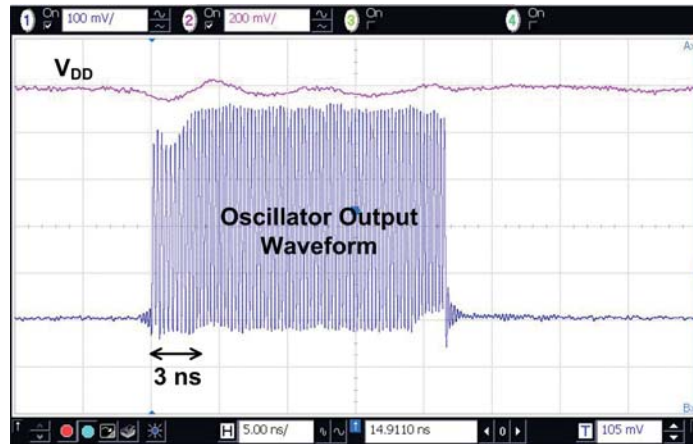 1 On 100 mV/ 2 On 200 mV/ 3 On 4 On
V_DD
Oscillator Output
Waveform
3 ns
H 5.00 ns/ 14.9110 ns 0 T 105 mV